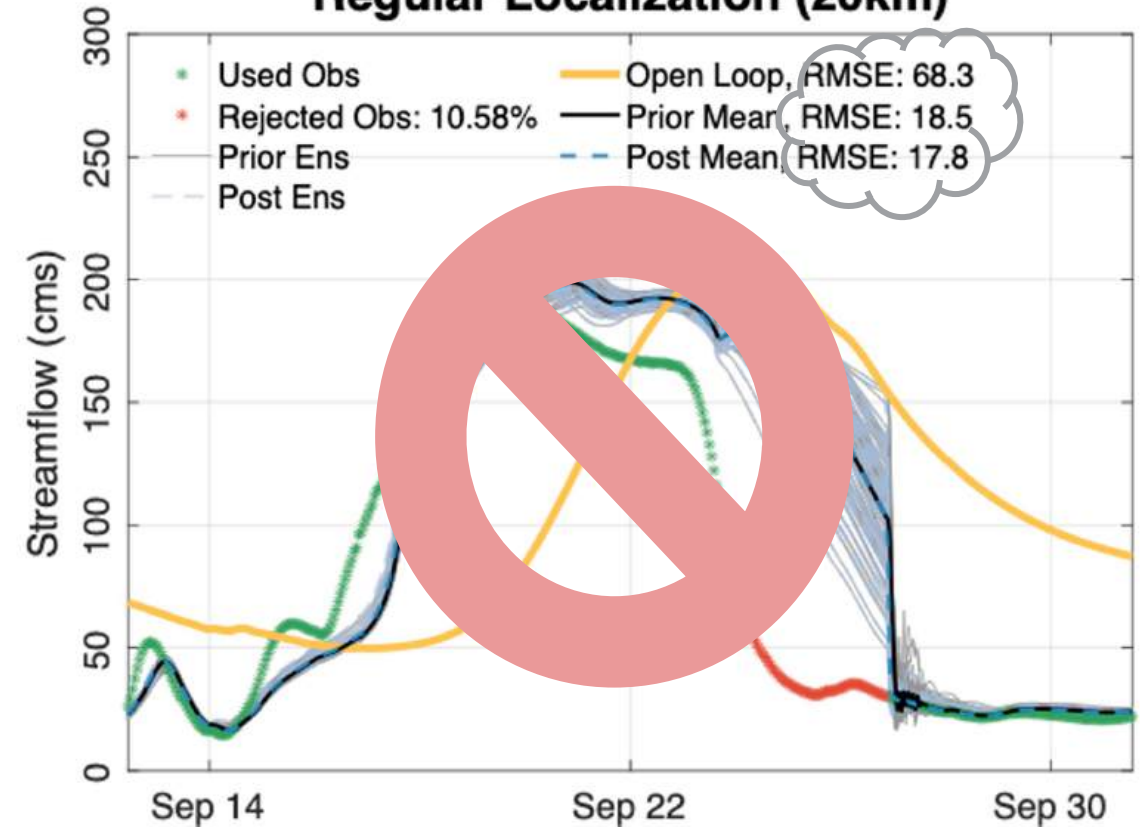 Regular Localization (20km)
Used Obs
Rejected Obs: 10.58%
Prior Ens
Post Ens
Open Loop, RMSE: 68.3
Prior Mean, RMSE: 18.5
Post Mean, RMSE: 17.8
Streamflow (cms)
300
250
200
150
100
50
0
Sep 14
Sep 22
Sep 30